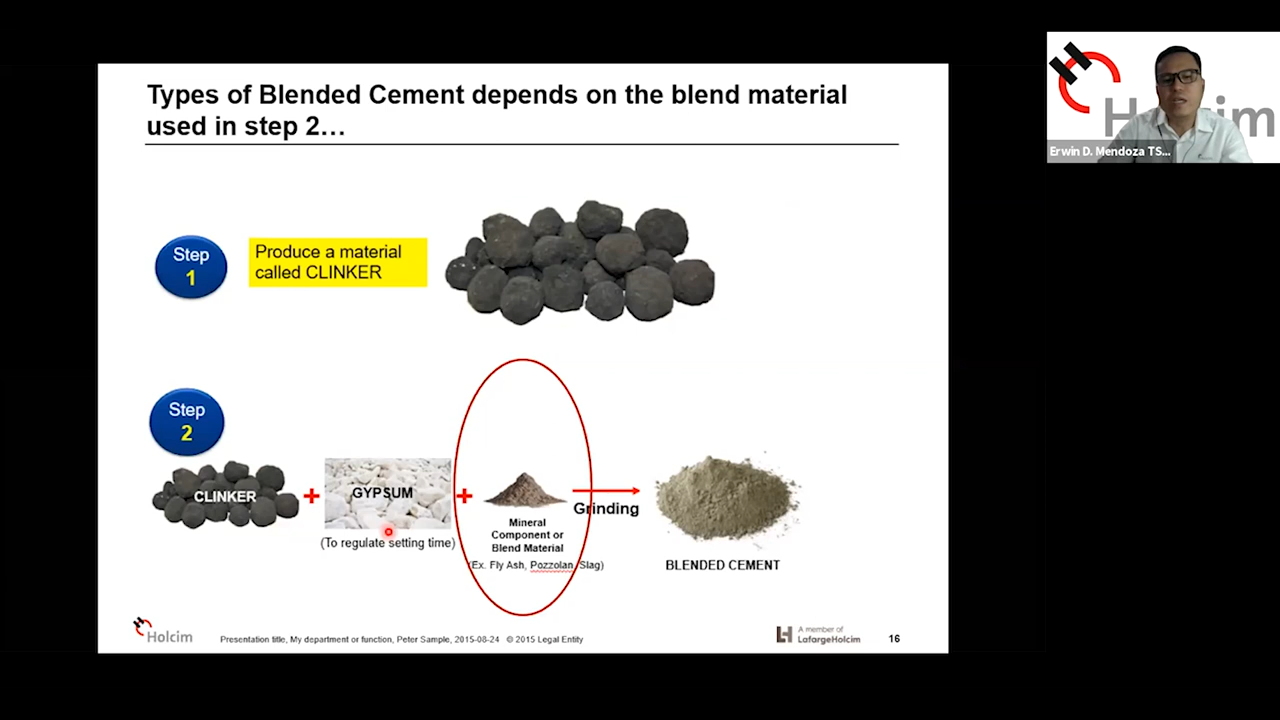 Types of Blended Cement depends on the blend material
used in step 2…
Step
1
Produce a material
called CLINKER
Step
2
CLINKER
+
GYPSUM
(To regulate setting time)
+
Mineral
Component or
Blend Material
(Ex. Fly Ash, Pozzolan, Slag)
Grinding
BLENDED CEMENT
Holcim
Presentation title, My department or function, Peter Sample, 2015-08-24 © 2015 Legal Entity
A member of
LafargeHolcim
16
Erwin D. Mendoza TS...